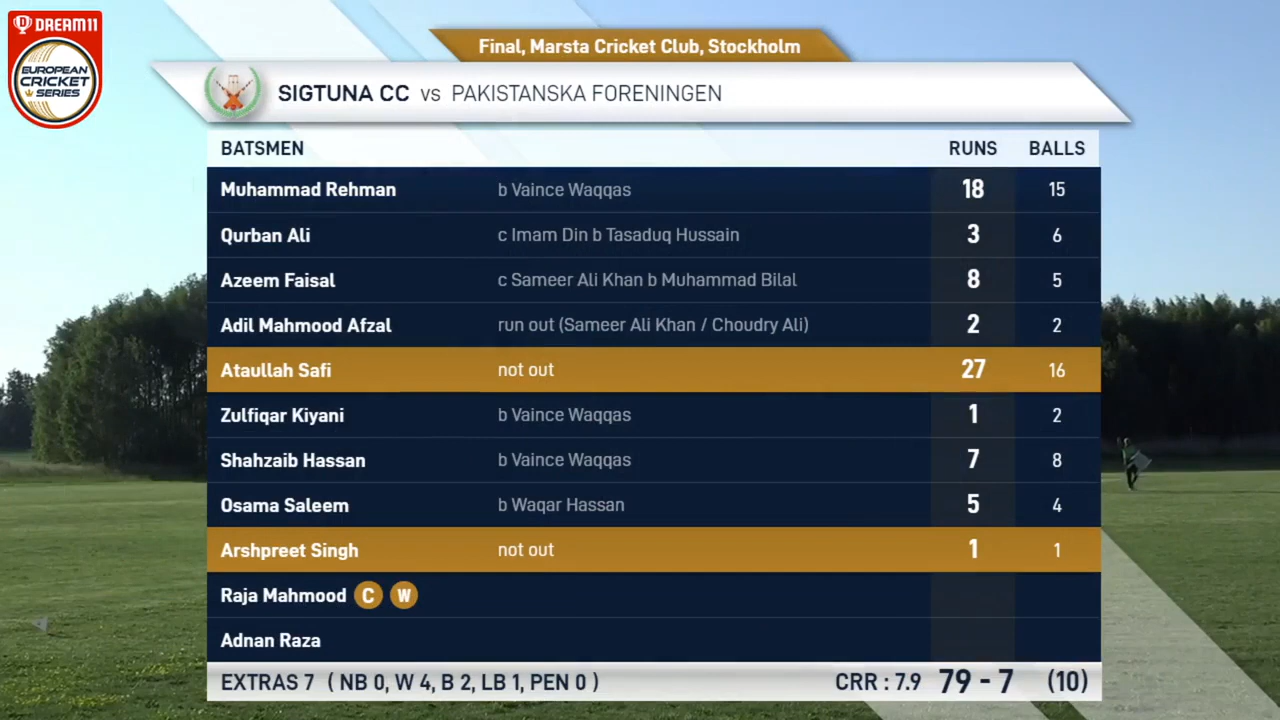 DREAM11
EUROPEAN
CRICKET
SERIES
Final, Marsta Cricket Club, Stockholm
SIGTUNA CC vs PAKISTANSKA FORENINGEN
BATSMEN RUNS BALLS
Muhammad Rehman b Vaince Waqqas 18 15
Qurban Ali c Imam Din b Tasaduq Hussain 3 6
Azeem Faisal c Sameer Ali Khan b Muhammad Bilal 8 5
Adil Mahmood Afzal run out (Sameer Ali Khan / Choudry Ali) 2 2
Ataullah Safi not out 27 16
Zulfiqar Kiyani b Vaince Waqqas 1 2
Shahzaib Hassan b Vaince Waqqas 7 8
Osama Saleem b Waqar Hassan 5 4
Arshpreet Singh not out 1 1
Raja Mahmood C W
Adnan Raza
EXTRAS 7 ( NB 0, W 4, B 2, LB 1, PEN 0 ) CRR : 7.9 79 - 7 (10)